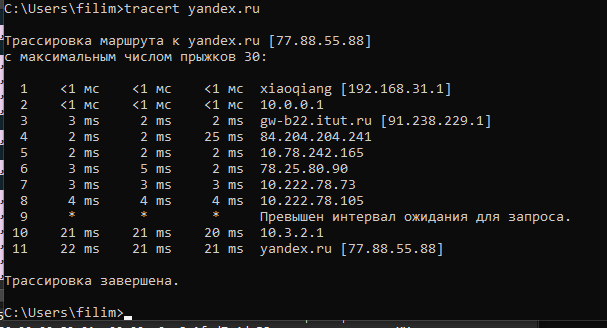 C:\Users\filim>tracert yandex.ru
Трассировка маршрута к yandex.ru [77.88.55.88]
с максимальным числом прыжков 30:
1 <1 мс <1 мс <1 мс xiaoqiang [192.168.31.1]
2 <1 мс <1 мс <1 мс 10.0.0.1
3 3 ms 2 ms 2 ms gw-b22.itut.ru [91.238.229.1]
4 2 ms 2 ms 25 ms 84.204.204.241
5 2 ms 2 ms 2 ms 10.78.242.165
6 3 ms 5 ms 2 ms 78.25.80.90
7 3 ms 3 ms 3 ms 10.222.78.73
8 4 ms 4 ms 4 ms 10.222.78.105
9 * * * Превышен интервал ожидания для запроса.
10 21 ms 21 ms 20 ms 10.3.2.1
11 22 ms 21 ms 21 ms yandex.ru [77.88.55.88]
Трассировка завершена.
C:\Users\filim>